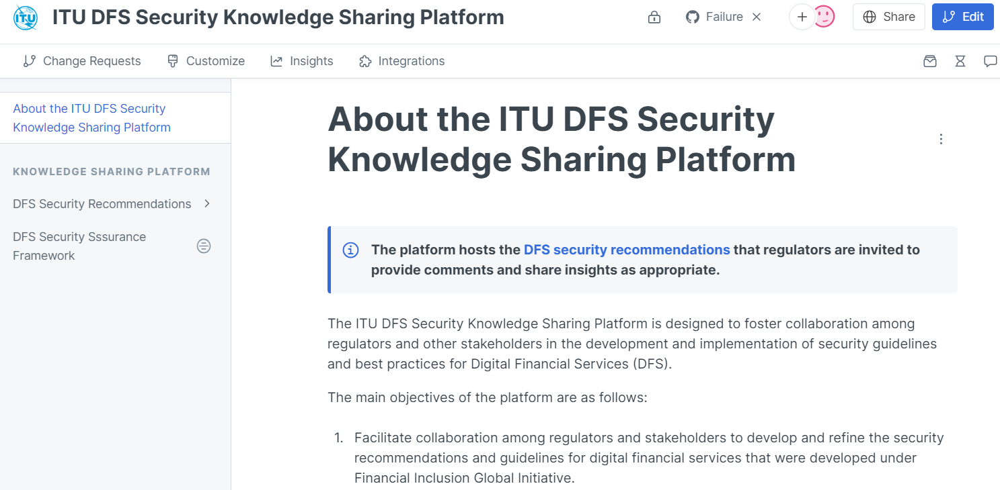 ITU
ITU DFS Security Knowledge Sharing Platform
Failure
Share
Edit
Change Requests
Customize
Insights
Integrations
About the ITU DFS Security
Knowledge Sharing Platform
KNOWLEDGE SHARING PLATFORM
DFS Security Recommendations
DFS Security Sssurance
Framework
About the ITU DFS Security
Knowledge Sharing Platform
The platform hosts the DFS security recommendations that regulators are invited to
provide comments and share insights as appropriate.
The ITU DFS Security Knowledge Sharing Platform is designed to foster collaboration among
regulators and other stakeholders in the development and implementation of security guidelines
and best practices for Digital Financial Services (DFS).
The main objectives of the platform are as follows:
1. Facilitate collaboration among regulators and stakeholders to develop and refine the security
recommendations and guidelines for digital financial services that were developed under
Financial Inclusion Global Initiative.